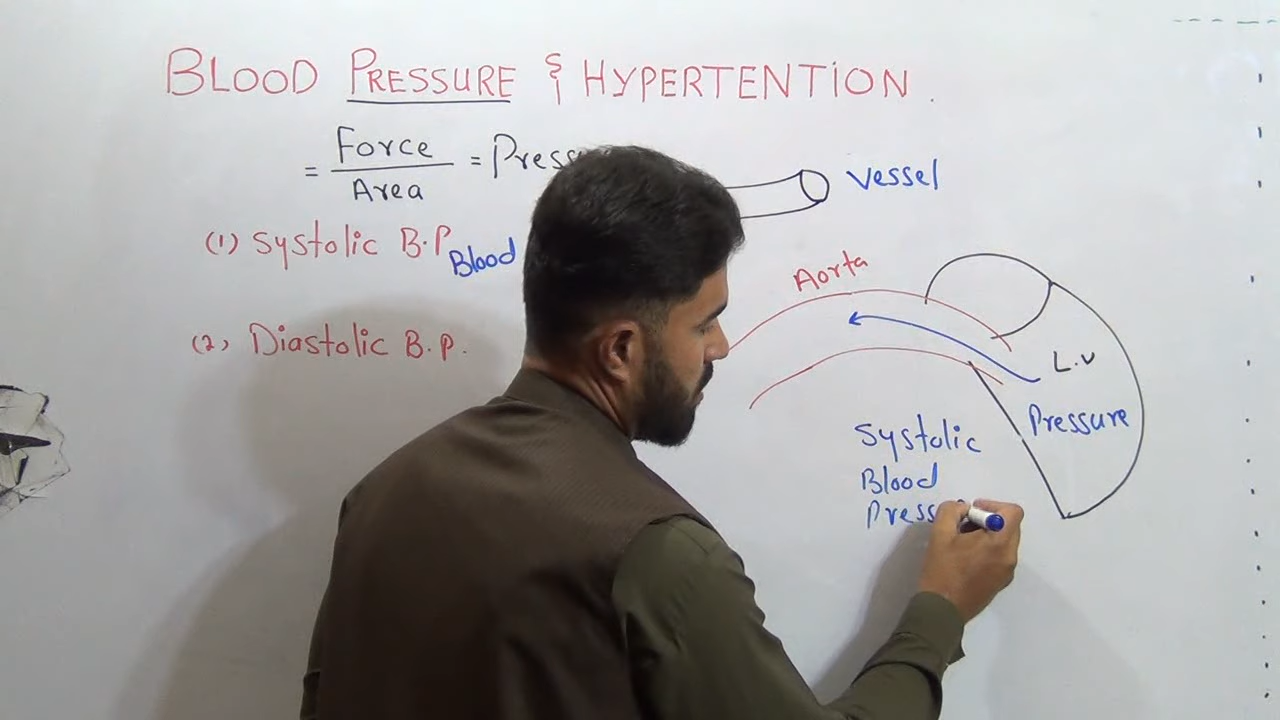 BLOOD PRESSURE & HYPERTENTION.
= Force / Area = Press
Vessel
(1) Systolic B.P
Blood
Aorta
(2) Diastolic B.P.
L.V
Pressure
Systolic
Blood
Press